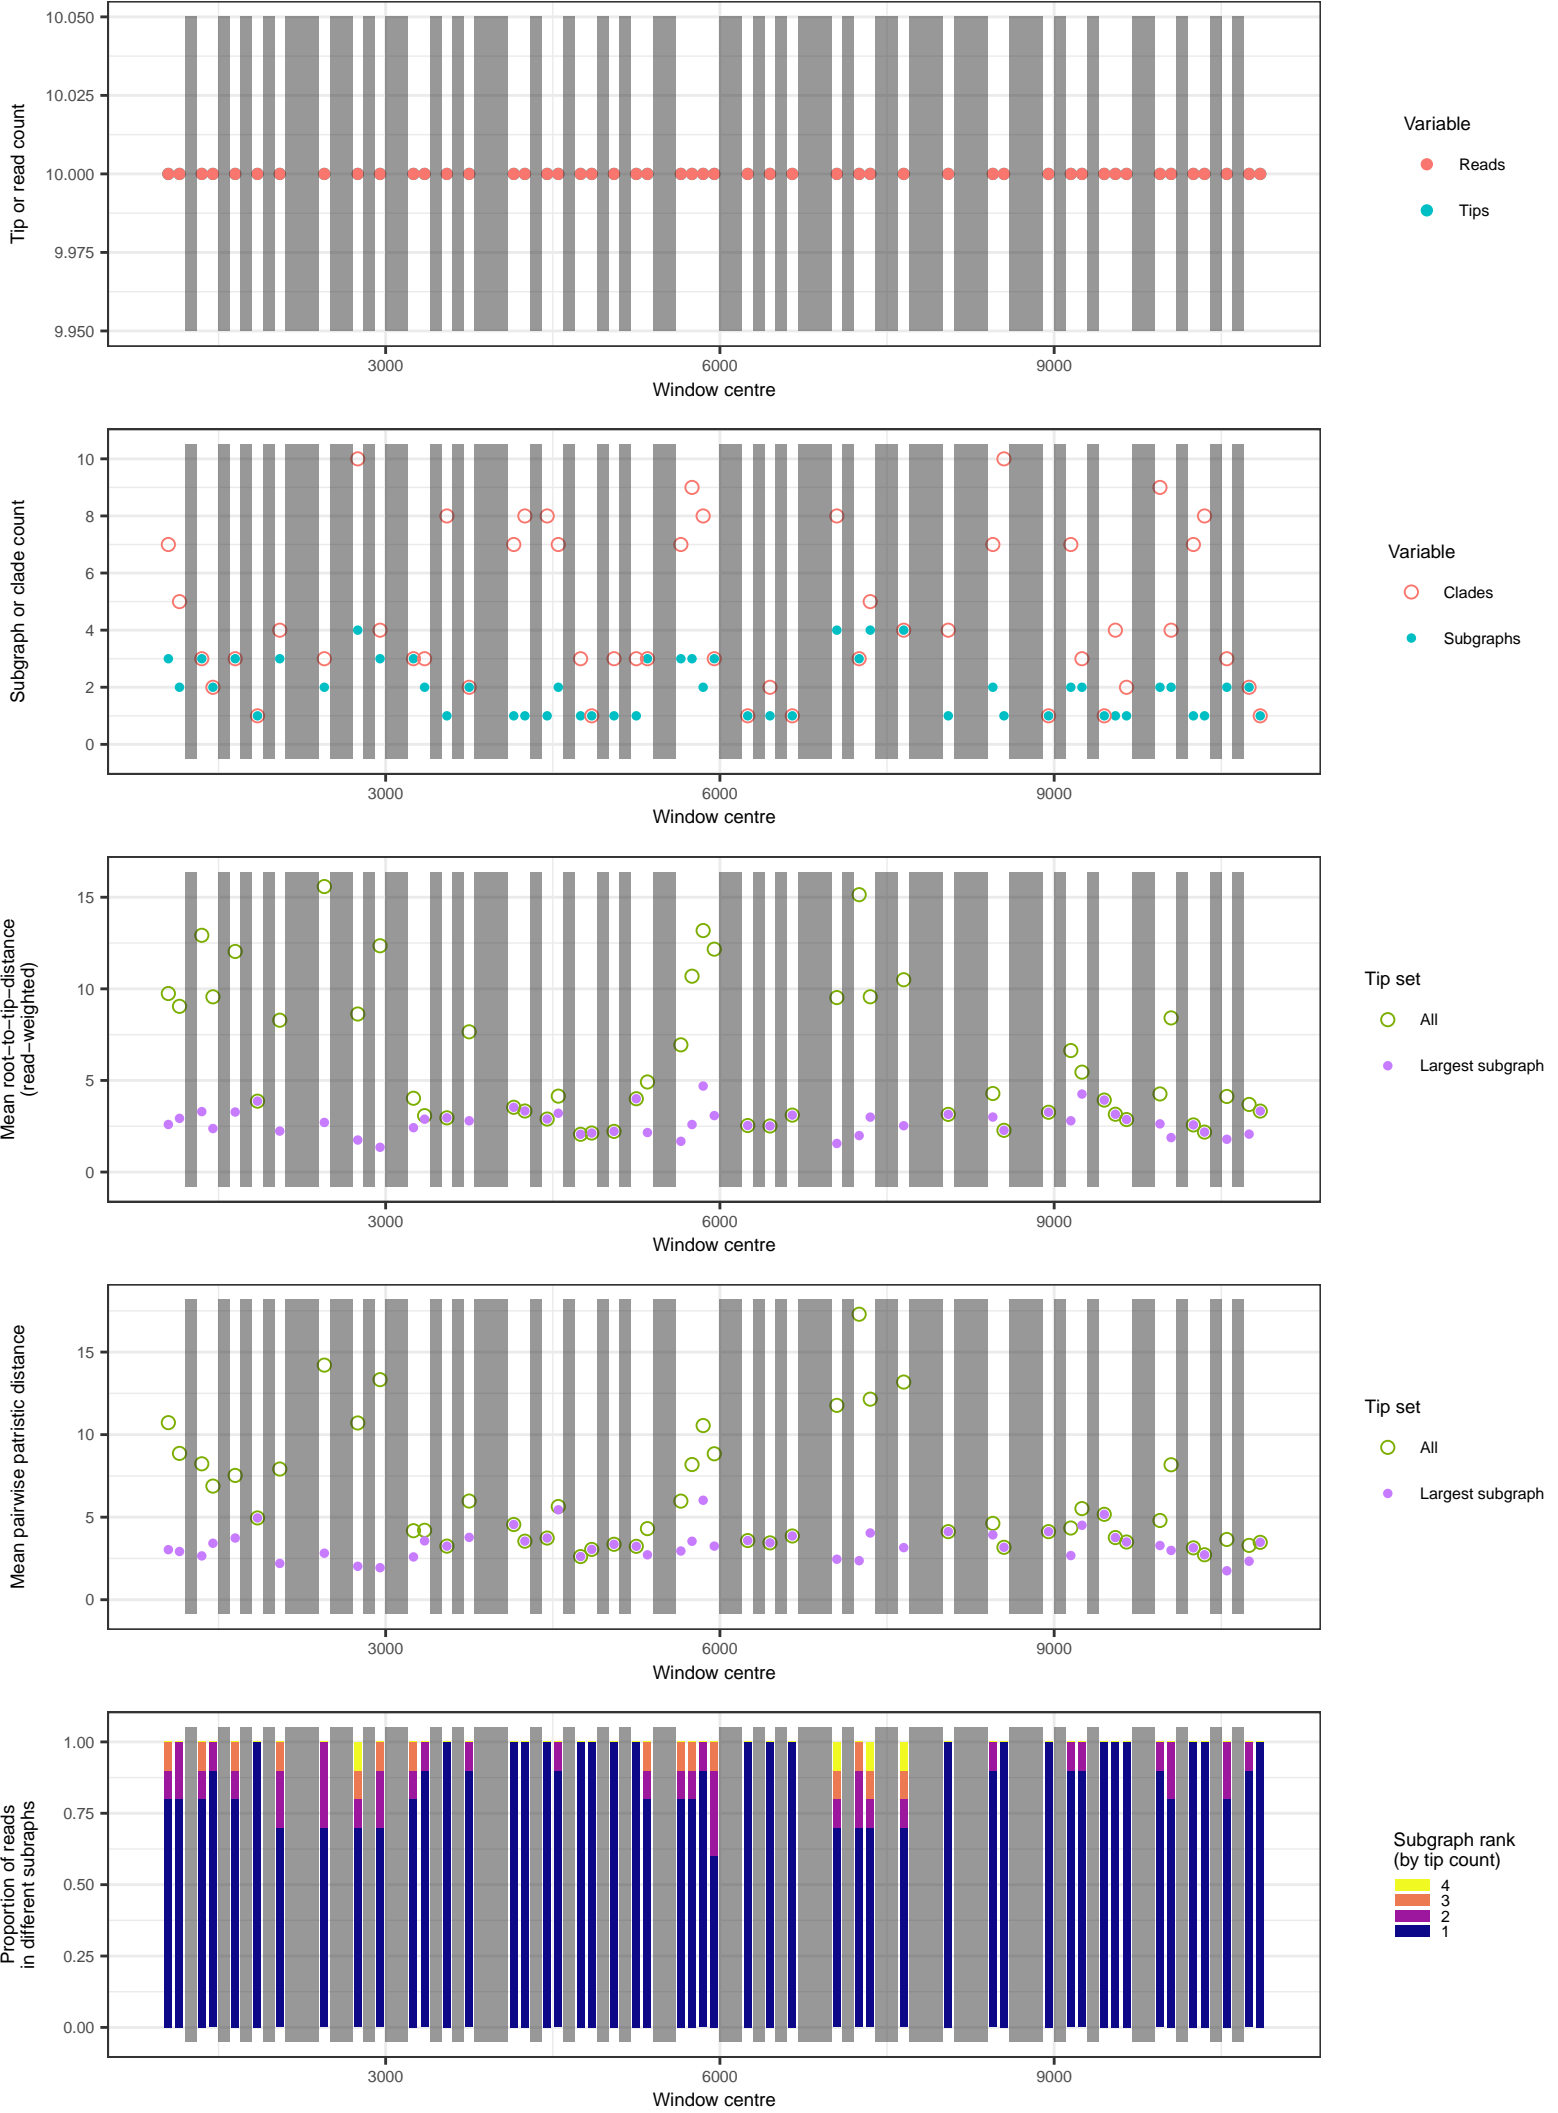 10.050
10.025
10.000
9.975
9.950
Tip or read count
3000 6000 9000
Window centre
Variable
Reads
Tips
10
8
6
4
2
0
Subgraph or clade count
3000 6000 9000
Window centre
Variable
Clades
Subgraphs
15
10
5
0
Mean root−to−tip−distance
(read−weighted)
3000 6000 9000
Window centre
Tip set
All
Largest subgraph
15
10
5
0
Mean pairwise patristic distance
3000 6000 9000
Window centre
Tip set
All
Largest subgraph
1.00
0.75
0.50
0.25
0.00
Proportion of reads
in different subraphs
3000 6000 9000
Window centre
Subgraph rank
(by tip count)
4
3
2
1